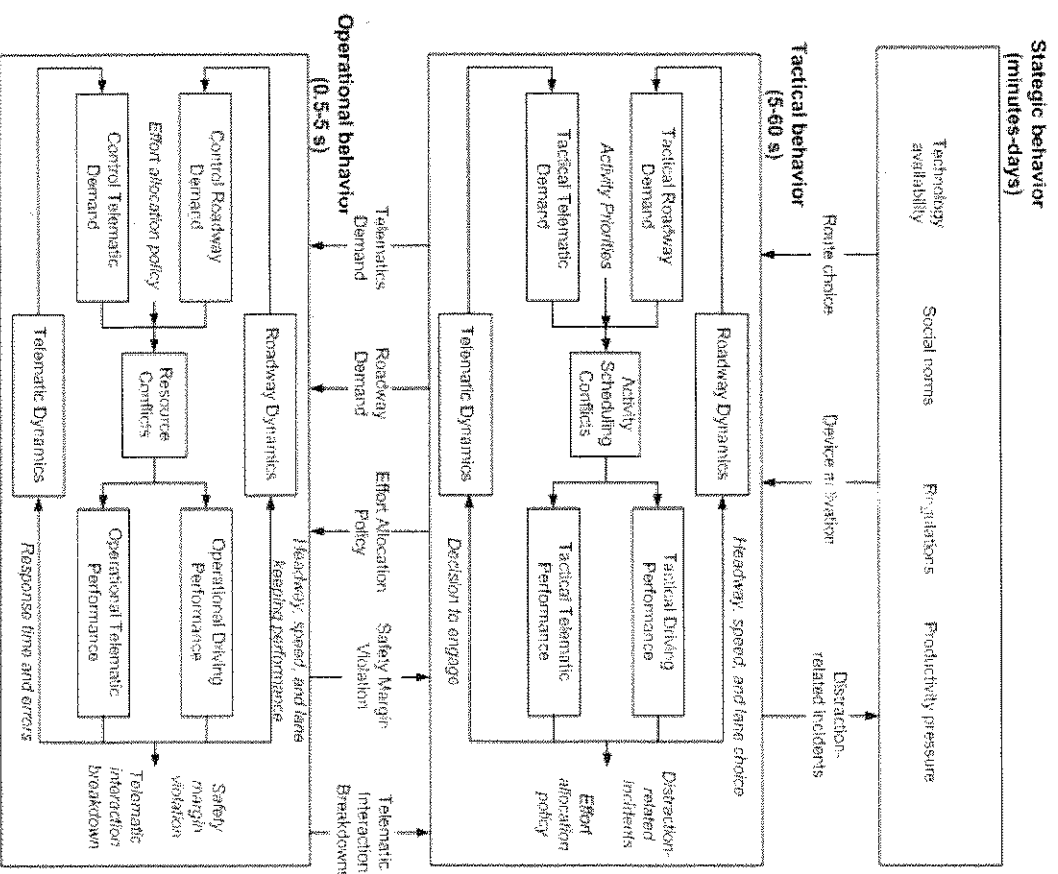 Stategic behavior
(minutes-days)
Technology
availability
Social norms
Regulations
Productivity pressure
Route choice
Device activation
Distraction-
related incidents
Tactical behavior
(5-60 s)
Roadway Dynamics
Headway, speed, and lane choice
Tactical Roadway
Demand
Activity Priorities
Tactical Telematic
Demand
Activity
Scheduling
Conflicts
Tactical Driving
Performance
Tactical Telematic
Performance
Distraction-
related
incidents
Effort
allocation
policy
Telematic Dynamics
Decision to engage
Telematics
Demand
Roadway
Demand
Effort Allocation
Policy
Safety Margin
Violation
Telematic
Interaction
Breakdowns
Operational behavior
(0.5-5 s)
Roadway Dynamics
Headway, speed, and lane
keeping performance
Control Roadway
Demand
Effort allocation policy
Control Telematic
Demand
Resource
Conflicts
Operational Driving
Performance
Operational Telematic
Performance
Safety
margin
violation
Telematic
interaction
breakdown
Telematic Dynamics
Response time and errors